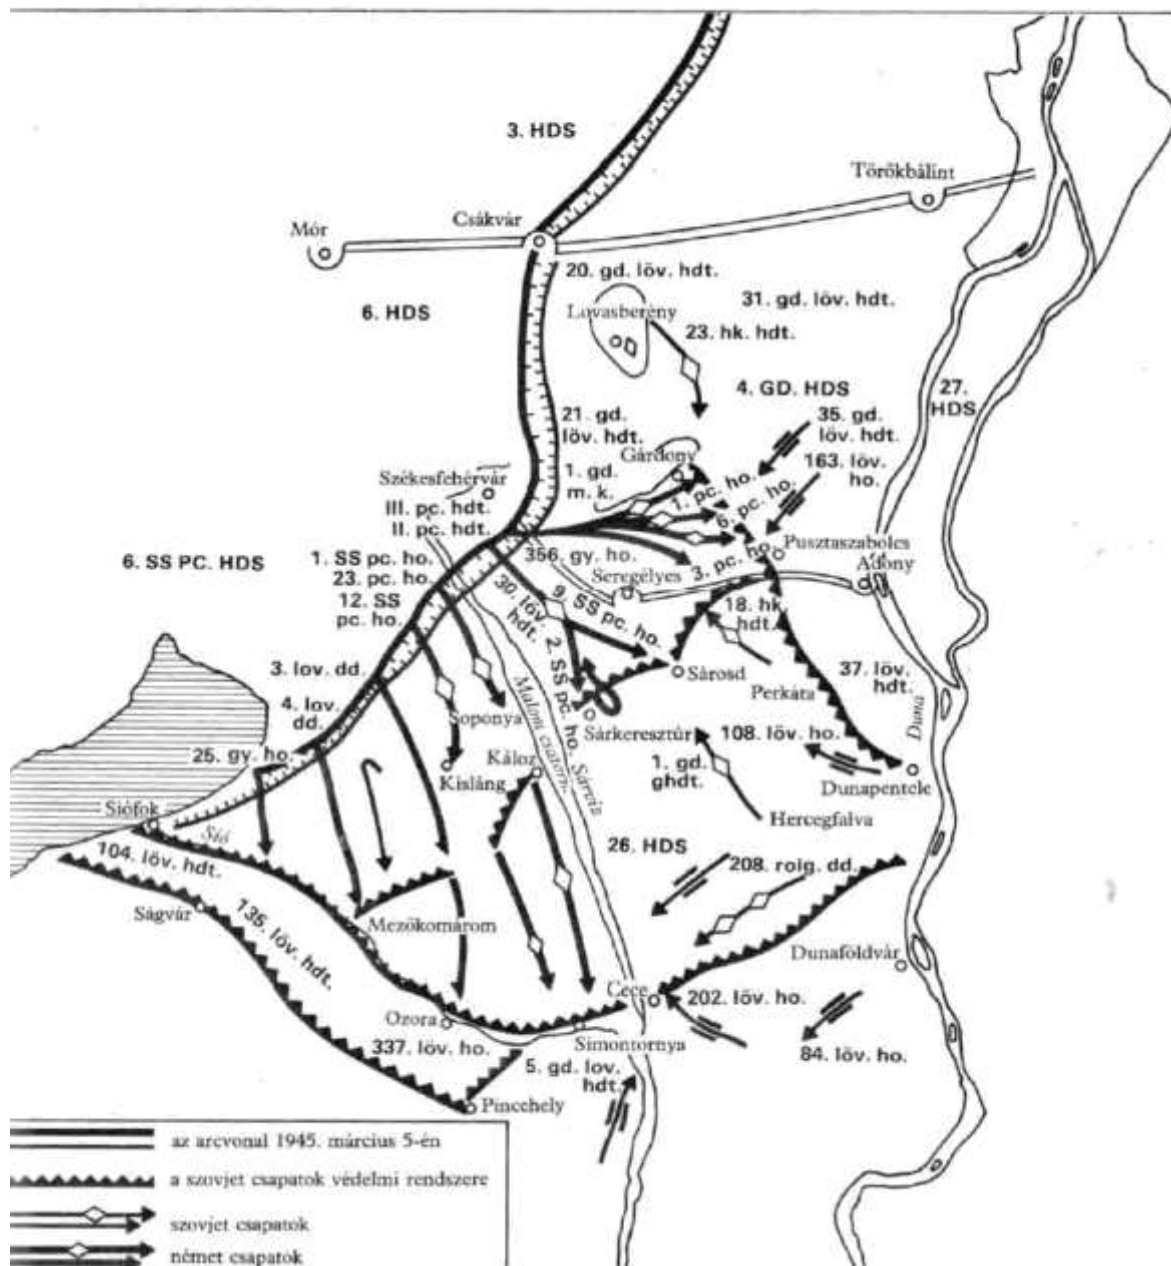 3. HDS
Törökbálint
Csákvár
Mór
20. gd. löv. hdt.
6. HDS
31. gd. löv. hdt.
Lovasberény
23. hk. hdt.
4. GD. HDS
27.
HDS
21. gd.
löv. hdt.
35. gd.
löv. hdt.
Gárdony
163. löv.
ho.
Székesfehérvár
1. gd.
m. k.
1. pc. ho.
III. pc. hdt.
II. pc. hdt.
6. pc. ho.
6. SS PC. HDS
1. SS pc. ho.
23. pc. ho.
12. SS
pc. ho.
356. gy. ho.
3. pc. ho.
Pusztaszabolcs
Adony
Seregélyes
30. löv.
hdt.
9. SS pc. ho.
18. hk.
hdt.
2. SS pc. ho.
3. lov. dd.
Sárosd
37. löv.
hdt.
4. lov.
dd.
Perkáta
Malom csatorn.
Soponya
Sárvíz
Sárkeresztúr
108. löv. ho.
Duna
25. gy. ho.
Káloz
Kisláng
1. gd.
ghdt.
Dunapentele
Siófok
Hercegfalva
Sió
26. HDS
104. löv. hdt.
208. rolg. dd.
Ságvár
135. löv. hdt.
Mezőkomárom
Dunaföldvár
Cece
202. löv. ho.
Ozora
Simontornya
337. löv. ho.
84. löv. ho.
5. gd. lov.
hdt.
Pincehely
az arcvonal 1945. március 5-én
a szovjet csapatok védelmi rendszere
szovjet csapatok
német csapatok